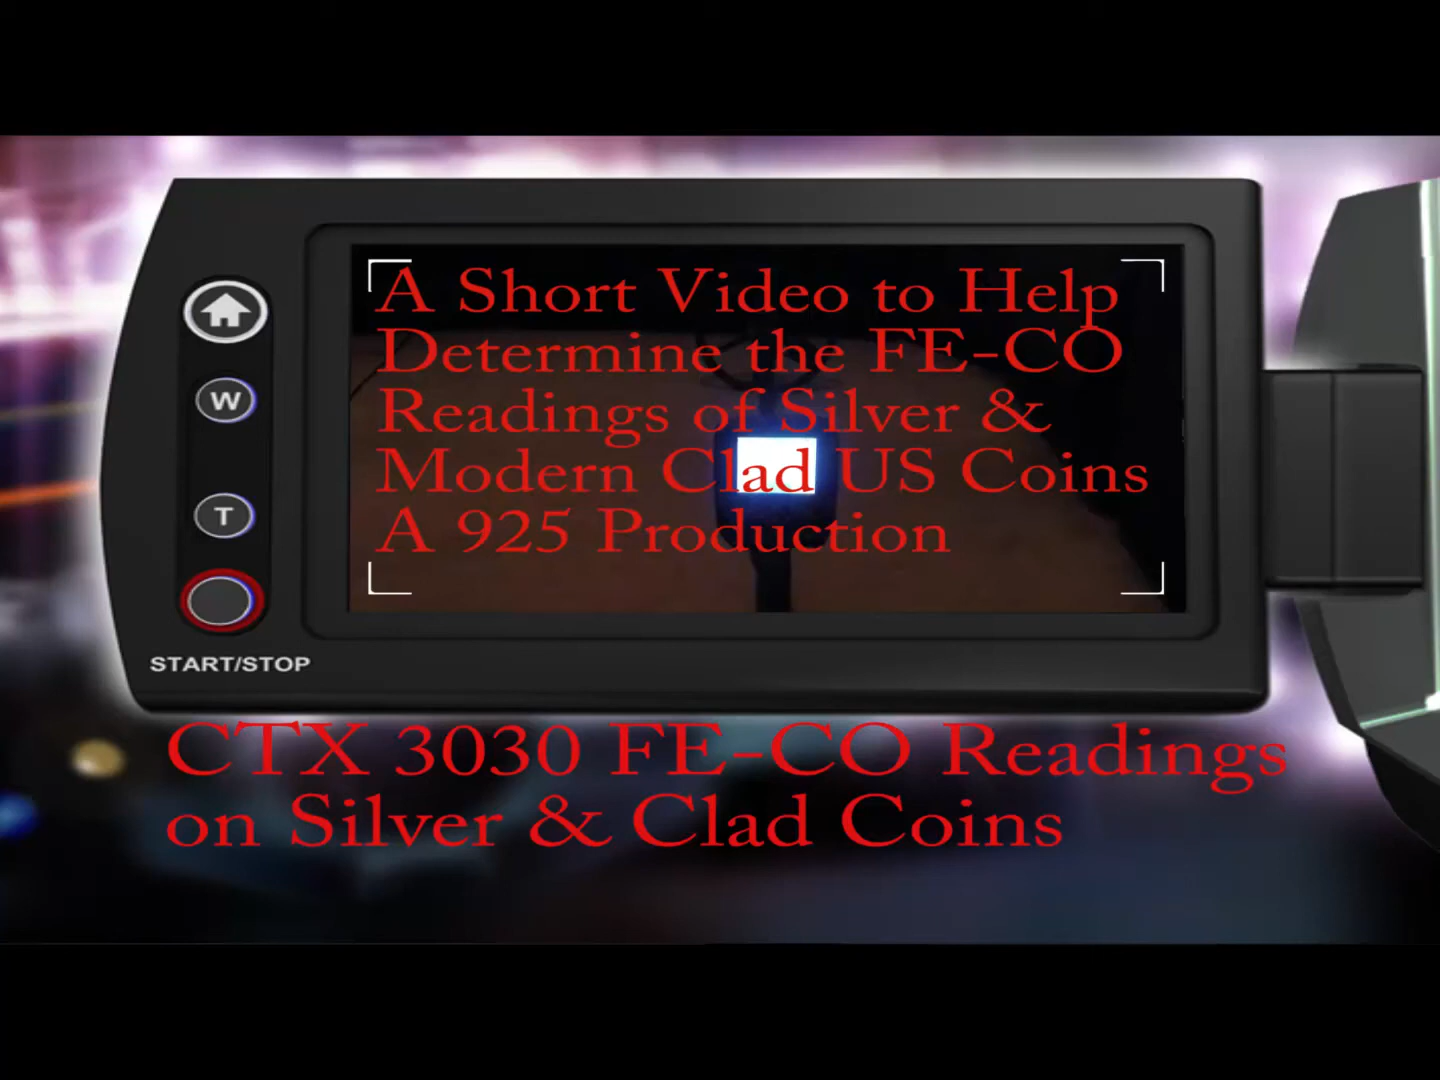 A Short Video to Help
Determine the FE-CO
Readings of Silver &
Modern Clad US Coins
A 925 Production
W
T
START/STOP
CTX 3030 FE-CO Readings
on Silver & Clad Coins